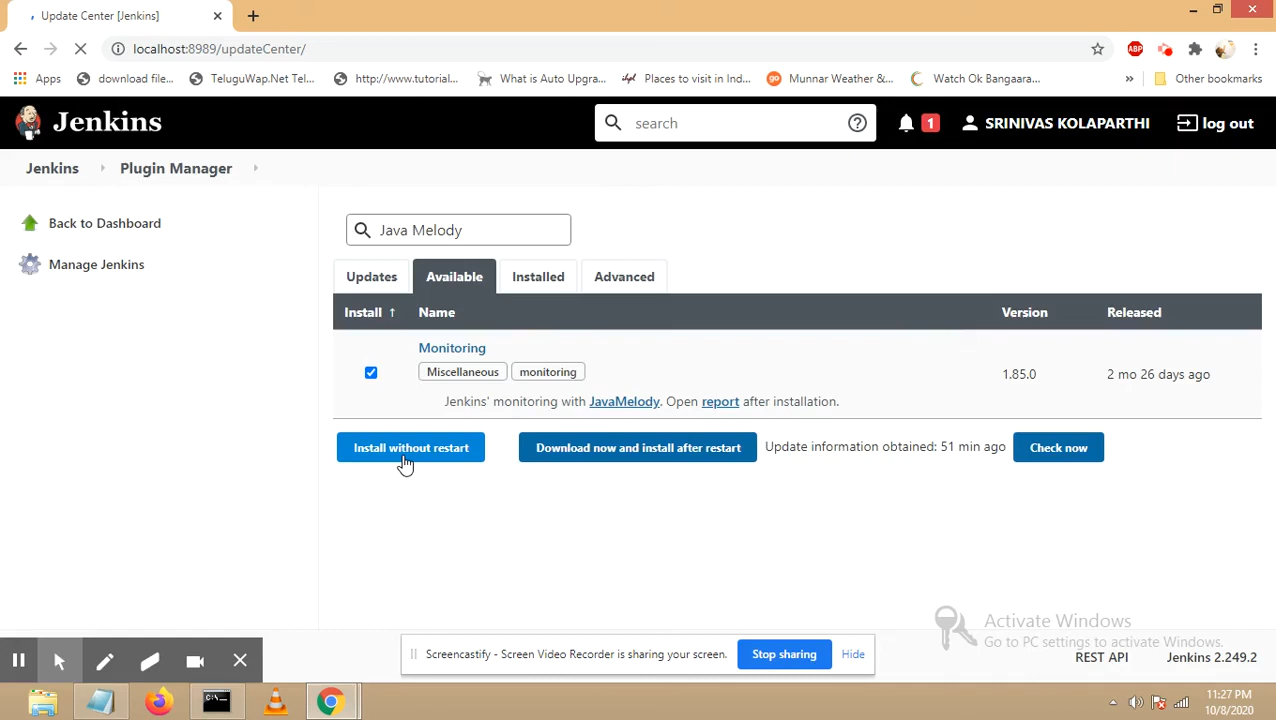 Update Center [Jenkins]
localhost:8989/updateCenter/
ABP
Apps
download file...
TeluguWap.Net Tel...
http://www.tutorial...
What is Auto Upgra...
Places to visit in Ind...
go Munnar Weather &...
Watch Ok Bangaara...
»
Other bookmarks
Jenkins
search
1
SRINIVAS KOLAPARTHI
log out
Jenkins
Plugin Manager
Back to Dashboard
Manage Jenkins
Java Melody
Updates
Available
Installed
Advanced
Install ↑
Name
Version
Released
Monitoring
Miscellaneous
monitoring
1.85.0
2 mo 26 days ago
Jenkins' monitoring with JavaMelody. Open report after installation.
Install without restart
Download now and install after restart
Update information obtained: 51 min ago
Check now
Activate Windows
Go to PC settings to activate Windows.
Screencastify - Screen Video Recorder is sharing your screen.
Stop sharing
Hide
REST API
Jenkins 2.249.2
C:\.
11:27 PM
10/8/2020